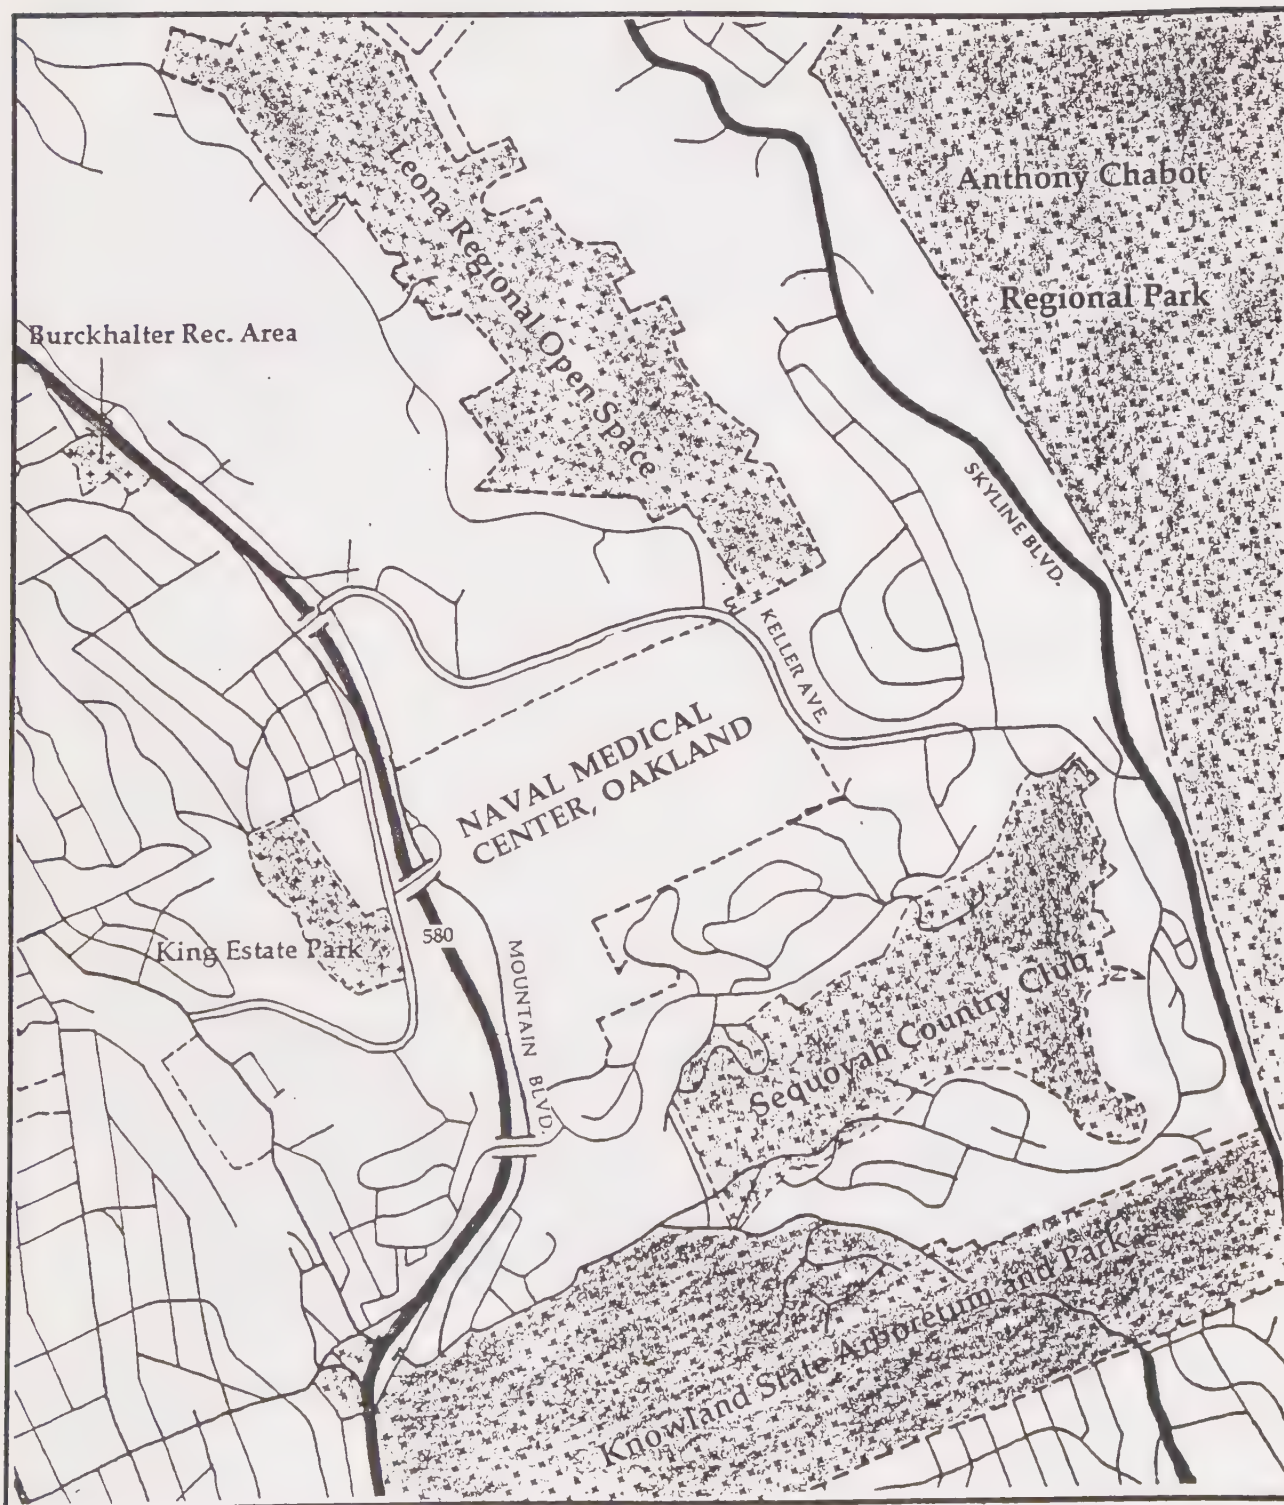 Anthony Chabot
Regional Park
Leona Regional Open Space
Burckhalter Rec. Area
SKYLINE BLVD.
KELLER AVE.
NAVAL MEDICAL
CENTER, OAKLAND
580
King Estate Park
MOUNTAIN BLVD.
Sequoyah Country Club
Knowland State Arboretum and Park